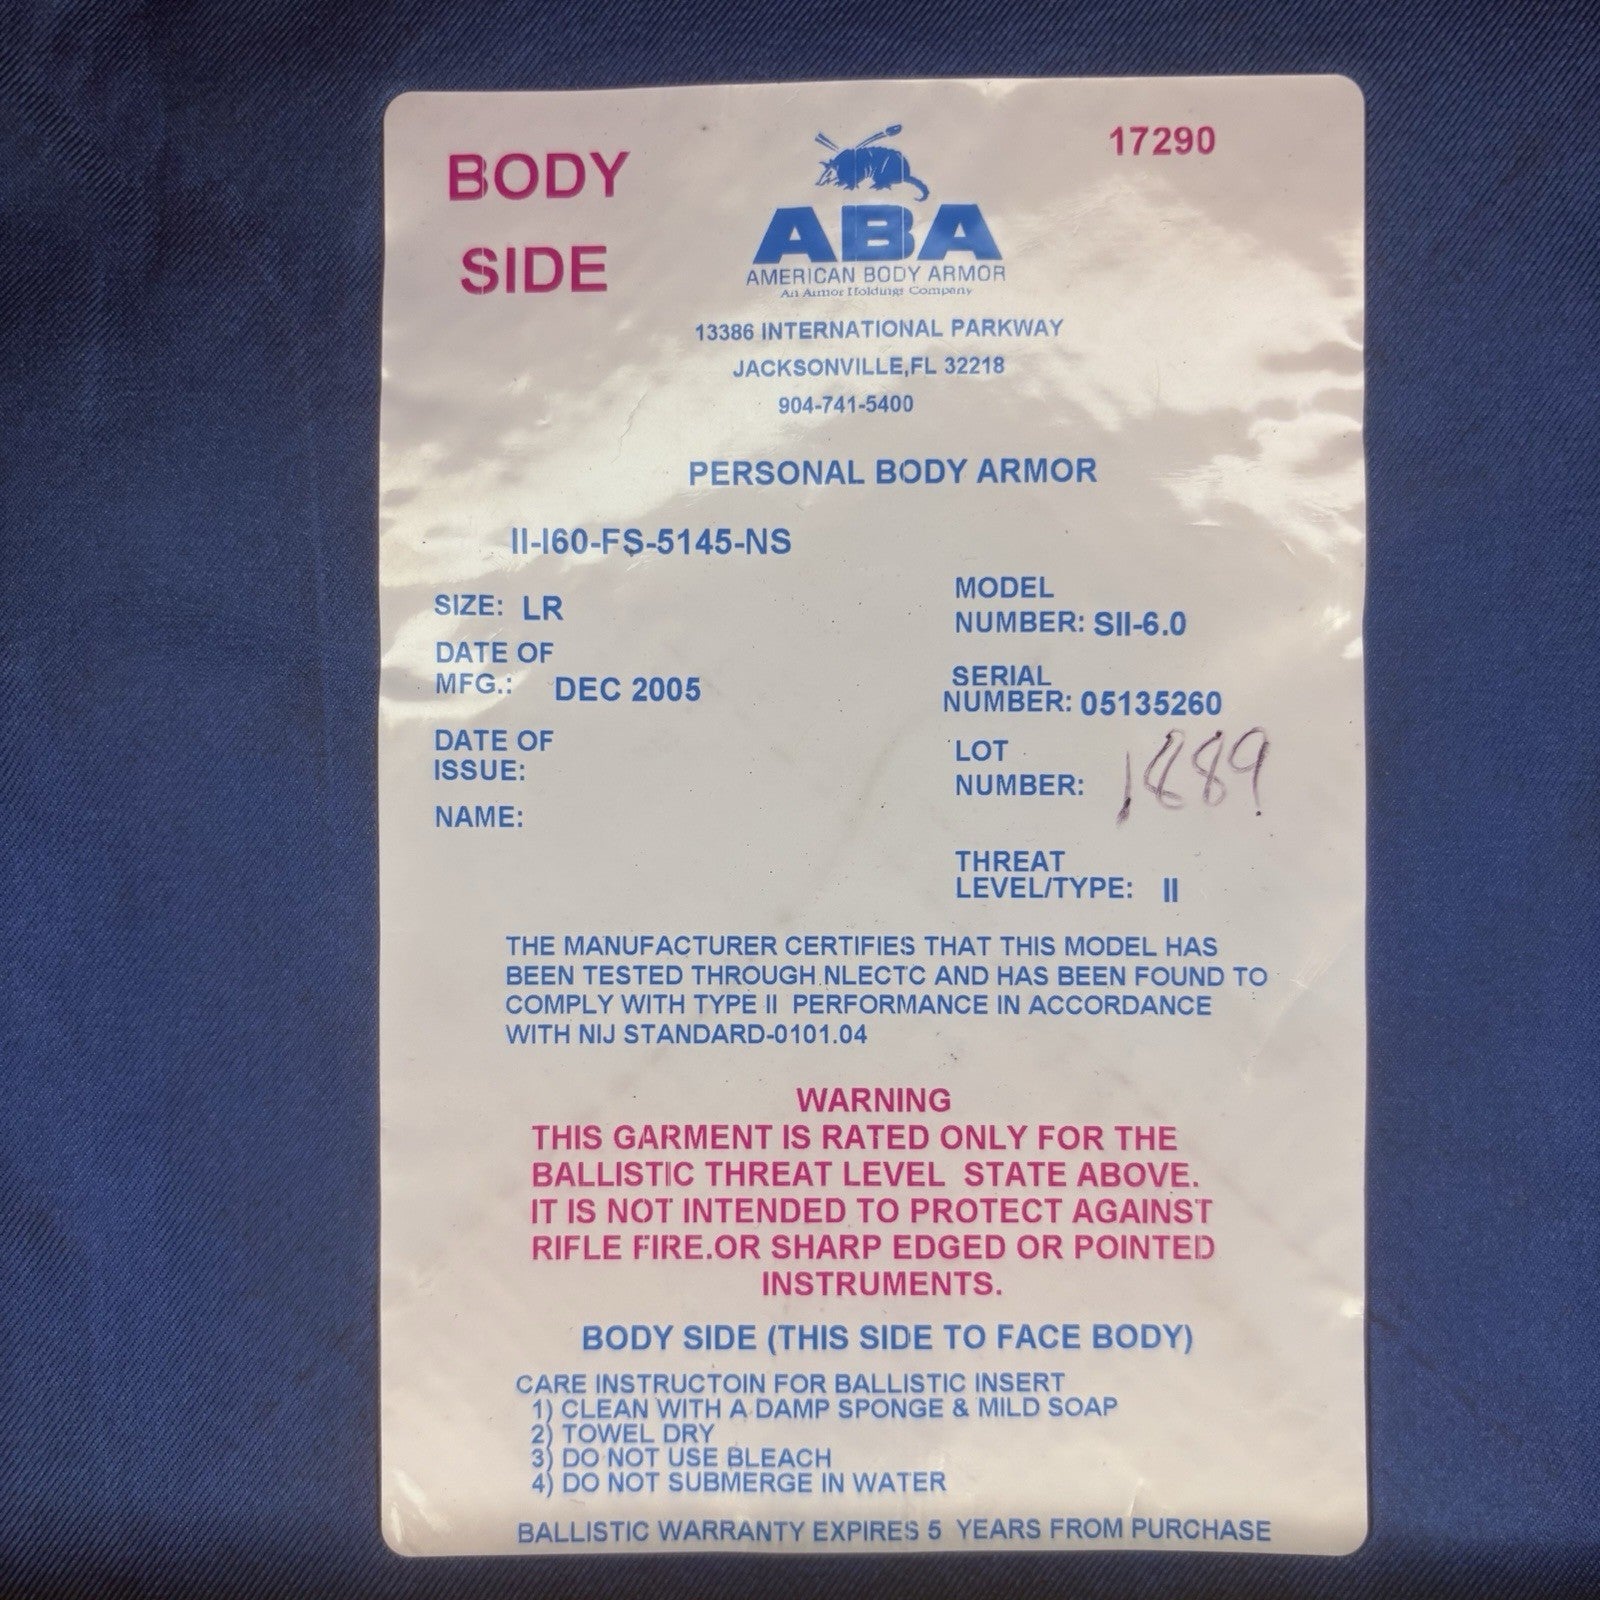 BODY
SIDE
17290
ABA
AMERICAN BODY ARMOR
An Armor Holdings Company
13386 INTERNATIONAL PARKWAY
JACKSONVILLE,FL 32218
904-741-5400
PERSONAL BODY ARMOR
II-I60-FS-5145-NS
SIZE: LR
DATE OF
MFG.: DEC 2005
DATE OF
ISSUE:
NAME:
MODEL
NUMBER: SII-6.0
SERIAL
NUMBER: 05135260
LOT
NUMBER: 1889
THREAT
LEVEL/TYPE: II
THE MANUFACTURER CERTIFIES THAT THIS MODEL HAS
BEEN TESTED THROUGH NLECTC AND HAS BEEN FOUND TO
COMPLY WITH TYPE II PERFORMANCE IN ACCORDANCE
WITH NIJ STANDARD-0101.04
WARNING
THIS GARMENT IS RATED ONLY FOR THE
BALLISTIC THREAT LEVEL STATE ABOVE.
IT IS NOT INTENDED TO PROTECT AGAINST
RIFLE FIRE.OR SHARP EDGED OR POINTED
INSTRUMENTS.
BODY SIDE (THIS SIDE TO FACE BODY)
CARE INSTRUCTOIN FOR BALLISTIC INSERT
1) CLEAN WITH A DAMP SPONGE & MILD SOAP
2) TOWEL DRY
3) DO NOT USE BLEACH
4) DO NOT SUBMERGE IN WATER
BALLISTIC WARRANTY EXPIRES 5 YEARS FROM PURCHASE